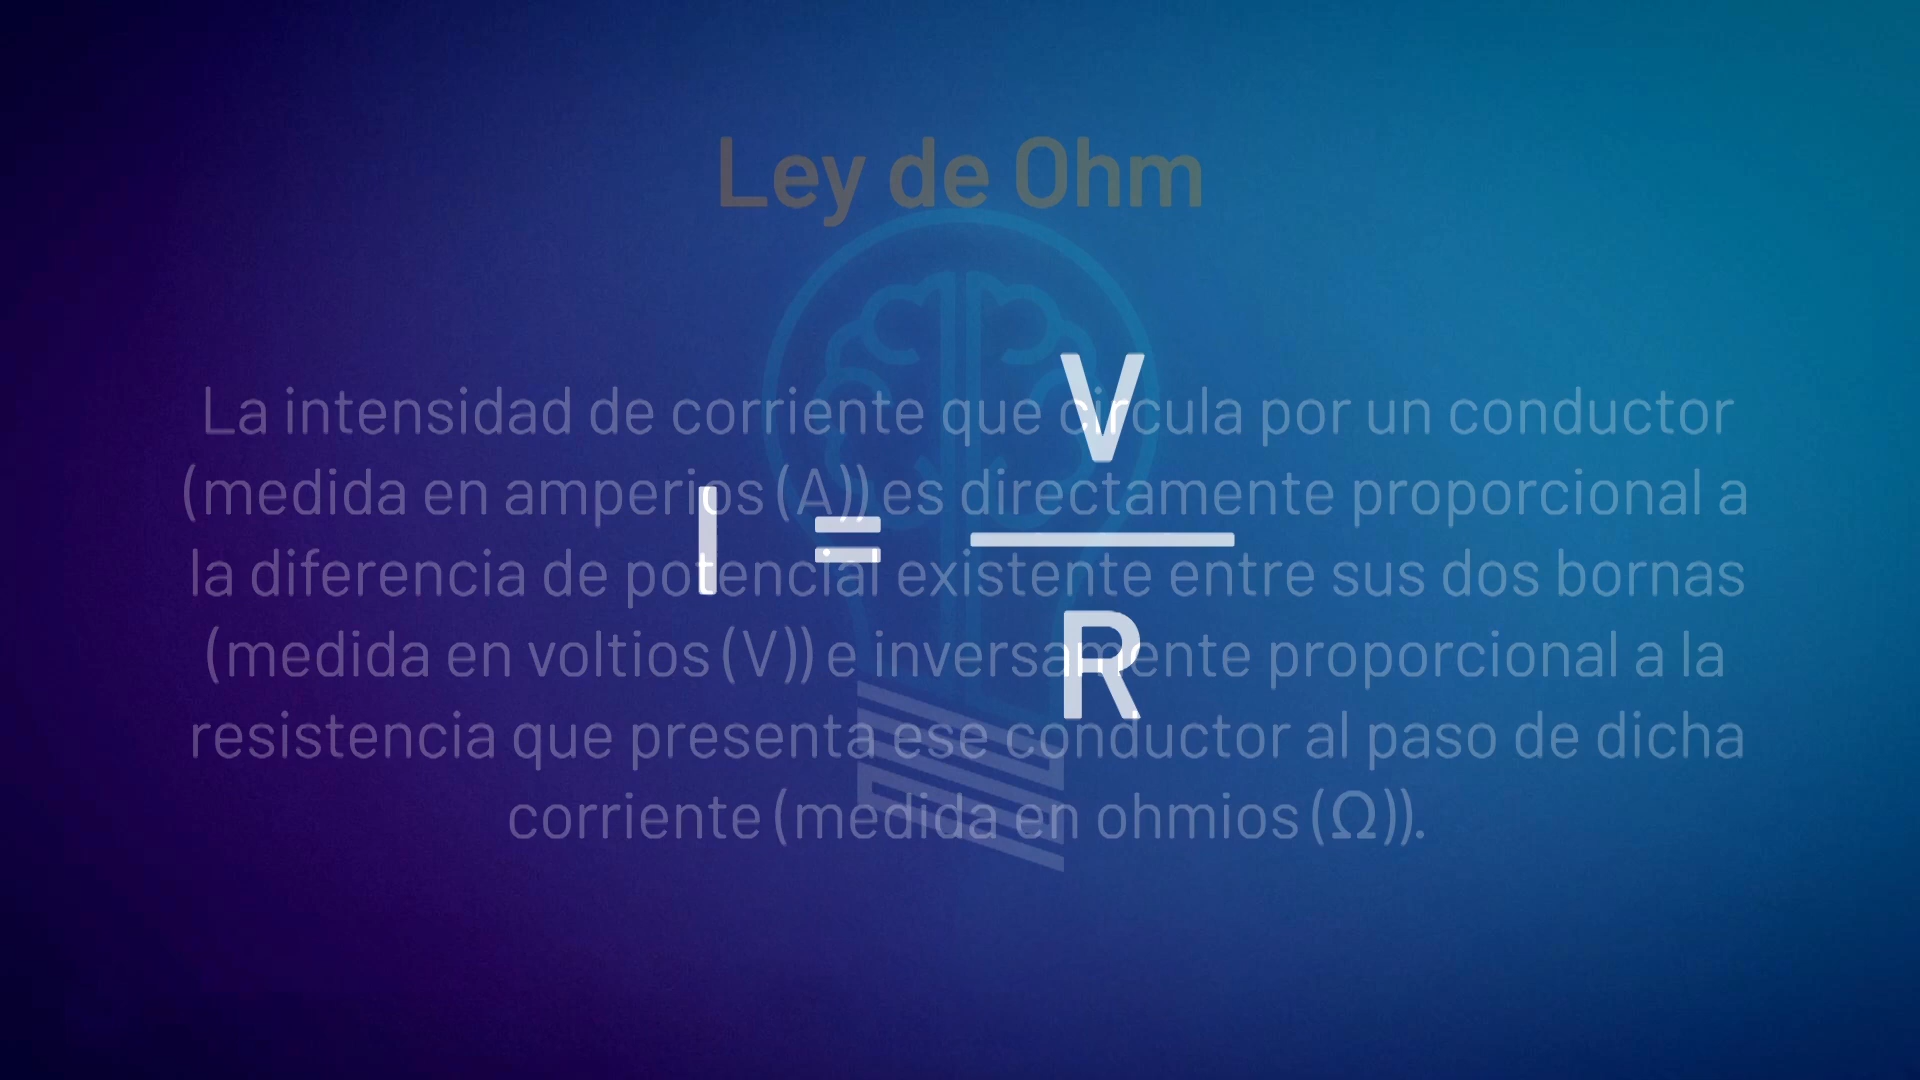 Ley de Ohm
La intensidad de corriente que circula por un conductor
(medida en amperios (A)) es directamente proporcional a
la diferencia de potencial existente entre sus dos bornas
(medida en voltios (V)) e inversamente proporcional a la
resistencia que presenta ese conductor al paso de dicha
corriente (medida en ohmios (Ω)).
V
I =
R